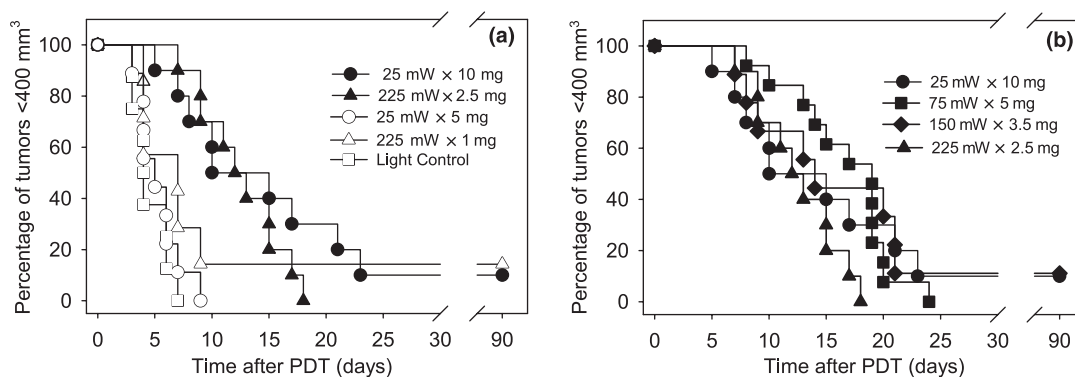 (a)
Percentage of tumors <400 mm³
100
80
60
40
20
0
25 mW × 10 mg
225 mW × 2.5 mg
25 mW × 5 mg
225 mW × 1 mg
Light Control
0 5 10 15 20 25 30 90
Time after PDT (days)
(b)
Percentage of tumors <400 mm³
100
80
60
40
20
0
25 mW × 10 mg
75 mW × 5 mg
150 mW × 3.5 mg
225 mW × 2.5 mg
0 5 10 15 20 25 30 90
Time after PDT (days)